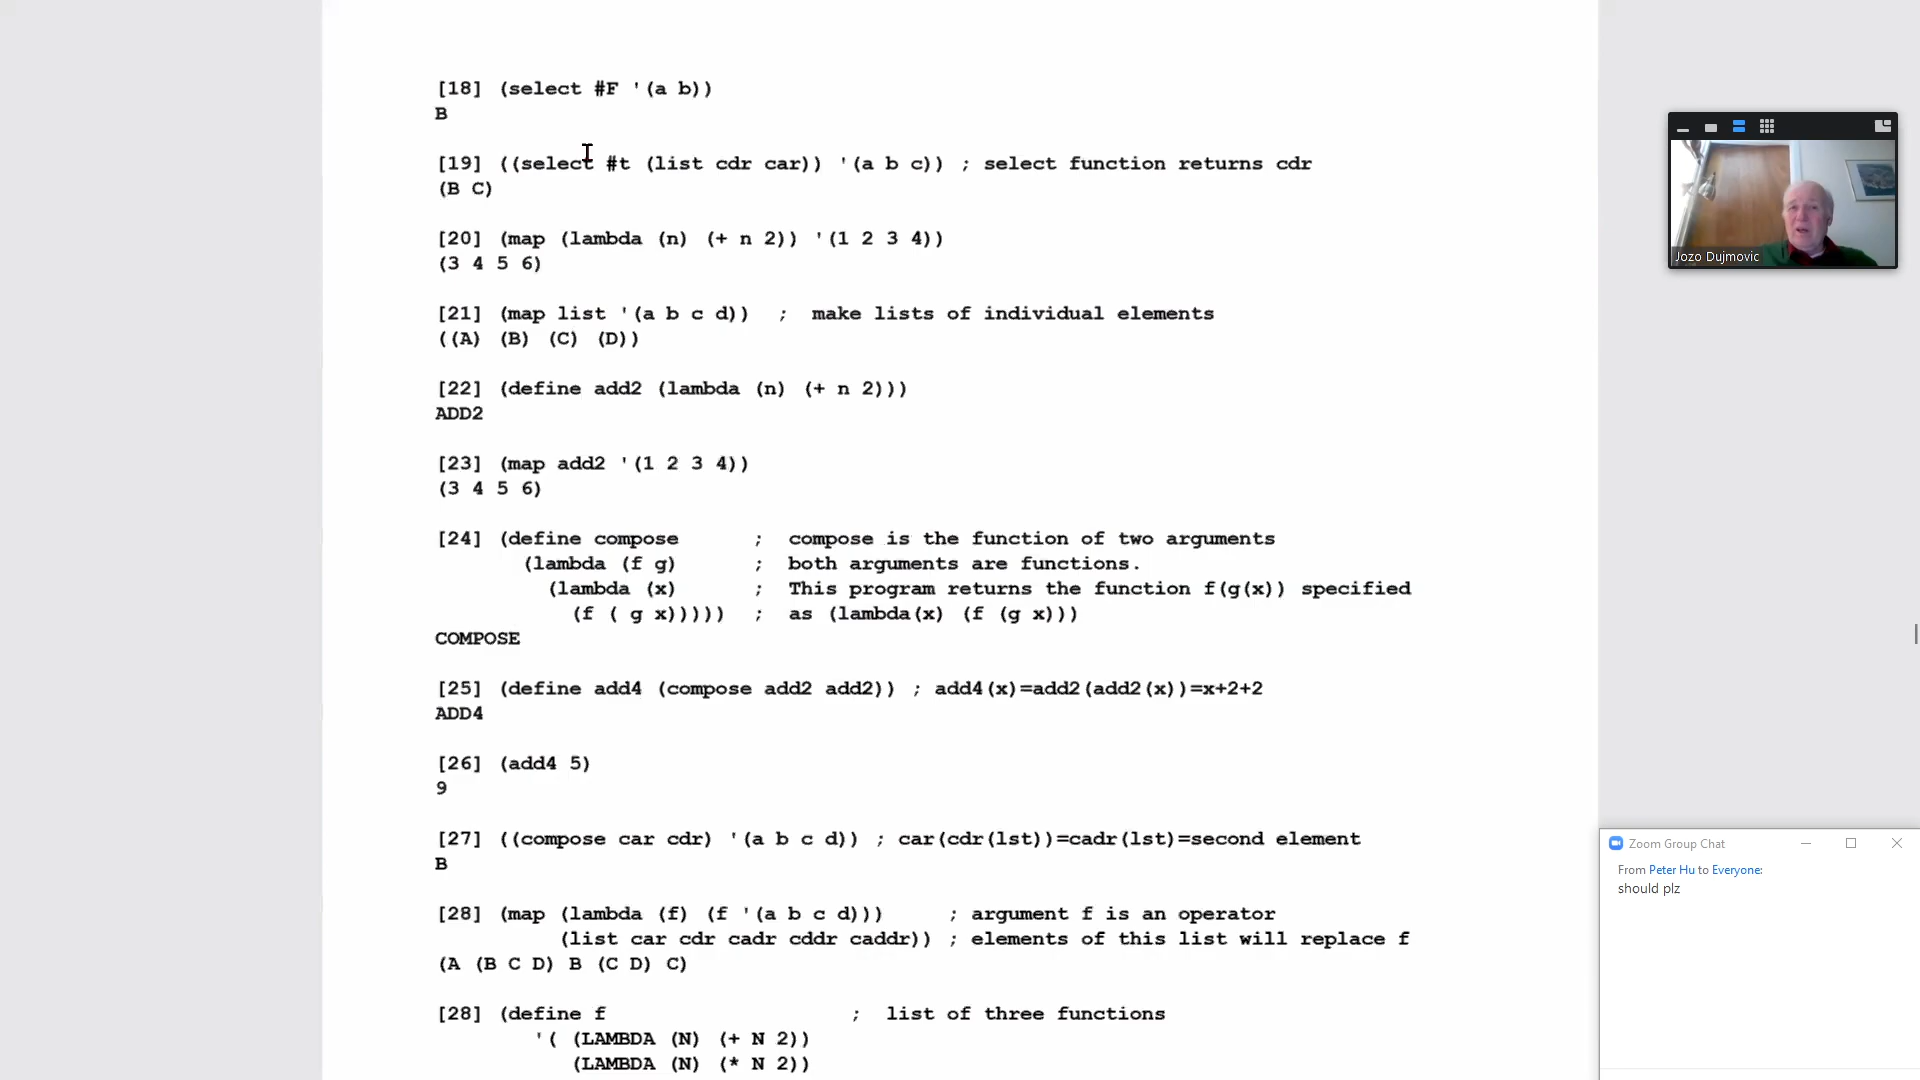 [18] (select #F '(a b))
B
[19] ((select #t (list cdr car)) '(a b c)) ; select function returns cdr
(B C)
[20] (map (lambda (n) (+ n 2)) '(1 2 3 4))
(3 4 5 6)
[21] (map list '(a b c d)) ; make lists of individual elements
((A) (B) (C) (D))
[22] (define add2 (lambda (n) (+ n 2)))
ADD2
[23] (map add2 '(1 2 3 4))
(3 4 5 6)
[24] (define compose ; compose is the function of two arguments
(lambda (f g) ; both arguments are functions.
(lambda (x) ; This program returns the function f(g(x)) specified
(f ( g x))))) ; as (lambda(x) (f (g x)))
COMPOSE
[25] (define add4 (compose add2 add2)) ; add4(x)=add2(add2(x))=x+2+2
ADD4
[26] (add4 5)
9
[27] ((compose car cdr) '(a b c d)) ; car(cdr(lst))=cadr(lst)=second element
B
[28] (map (lambda (f) (f '(a b c d))) ; argument f is an operator
(list car cdr cadr cddr caddr)) ; elements of this list will replace f
(A (B C D) B (C D) C)
[28] (define f ; list of three functions
'( (LAMBDA (N) (+ N 2))
(LAMBDA (N) (* N 2))
Jozo Dujmovic
Zoom Group Chat
From Peter Hu to Everyone:
should plz